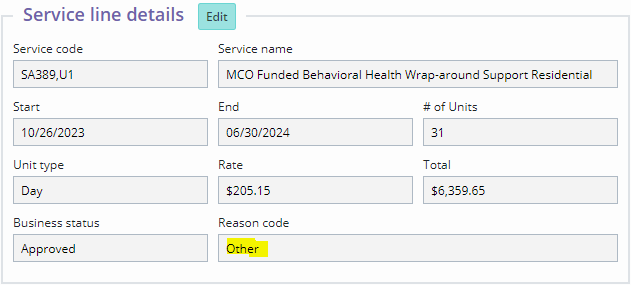 Service line details Edit
Service code Service name
SA389,U1 MCO Funded Behavioral Health Wrap-around Support Residential
Start End # of Units
10/26/2023 06/30/2024 31
Unit type Rate Total
Day $205.15 $6,359.65
Business status Reason code
Approved Other